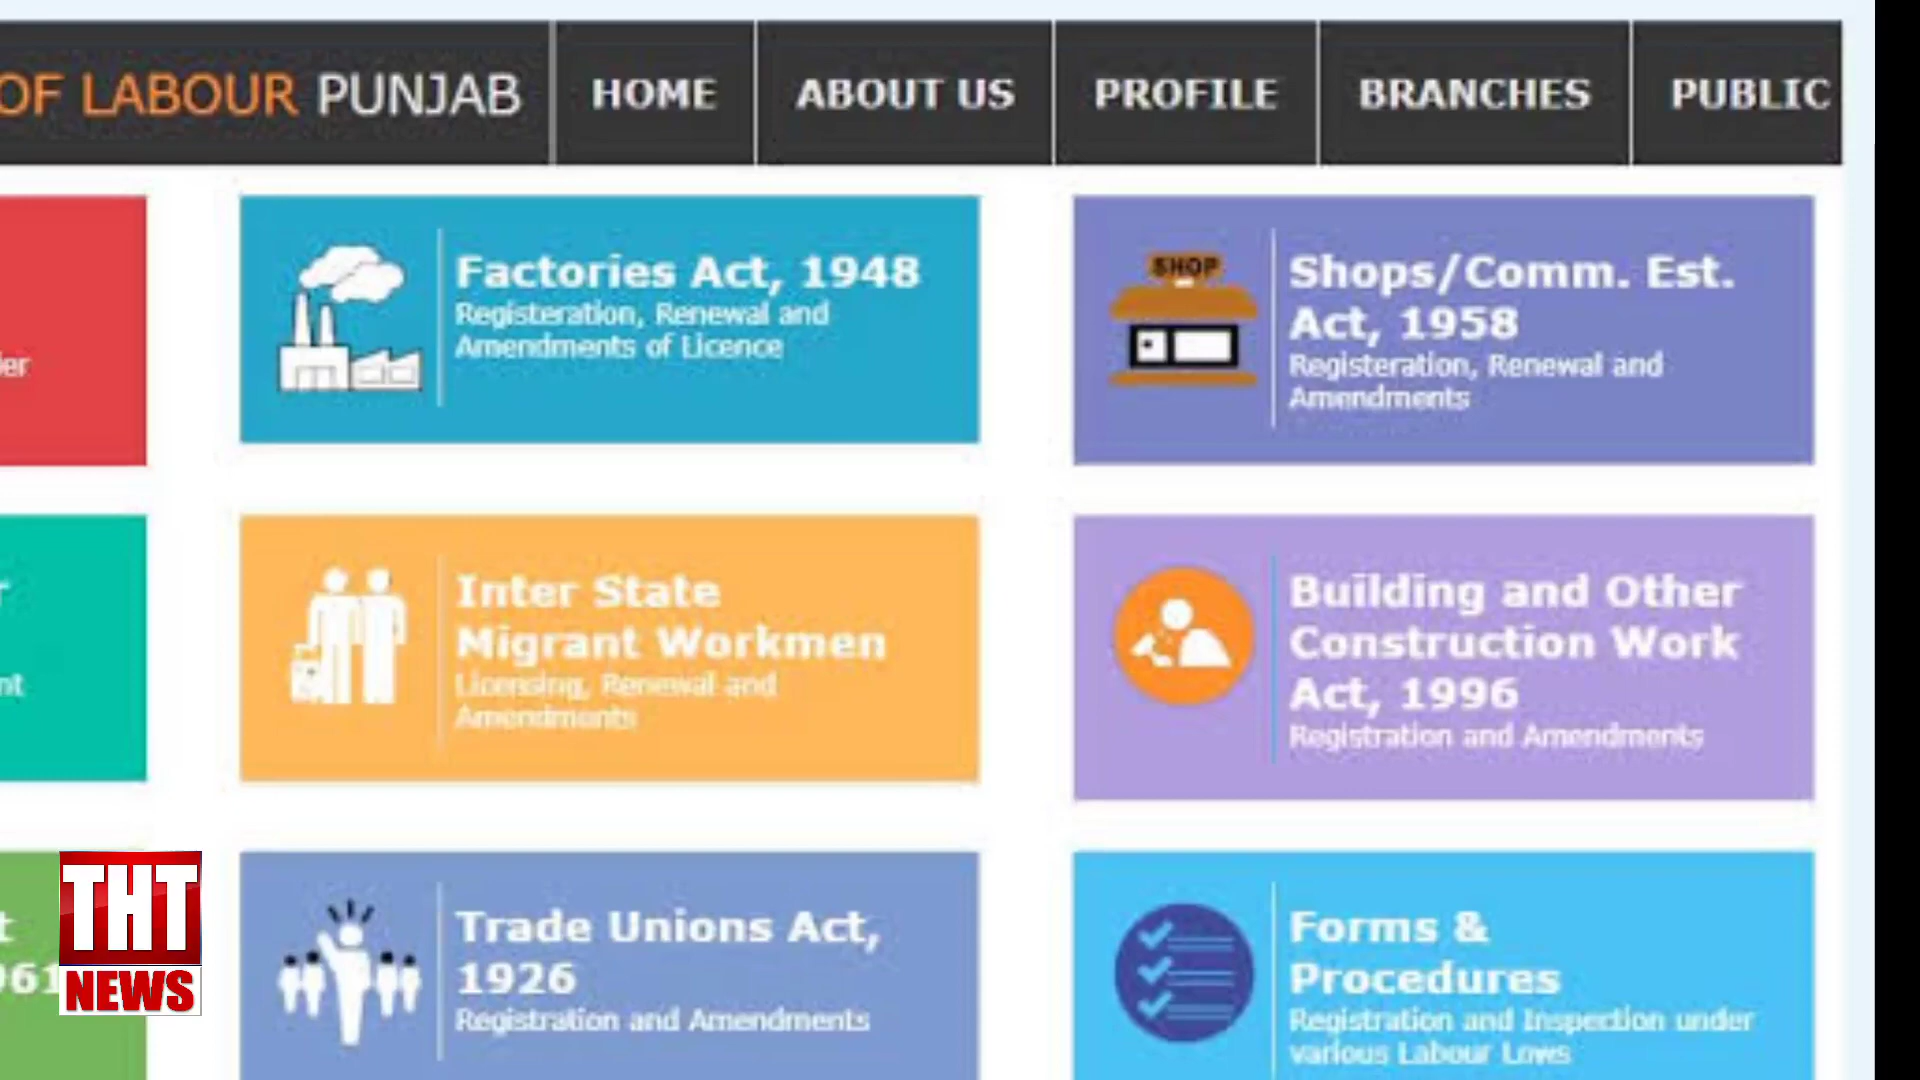 OF LABOUR PUNJAB
HOME
ABOUT US
PROFILE
BRANCHES
PUBLIC
Factories Act, 1948
Registeration, Renewal and
Amendments of Licence
SHOP
Shops/Comm. Est.
Act, 1958
Registeration, Renewal and
Amendments
Inter State
Migrant Workmen
Licensing, Renewal and
Amendments
Building and Other
Construction Work
Act, 1996
Registration and Amendments
Trade Unions Act,
1926
Registration and Amendments
Forms &
Procedures
Registration and Inspection under
various Labour Lows
THT
NEWS